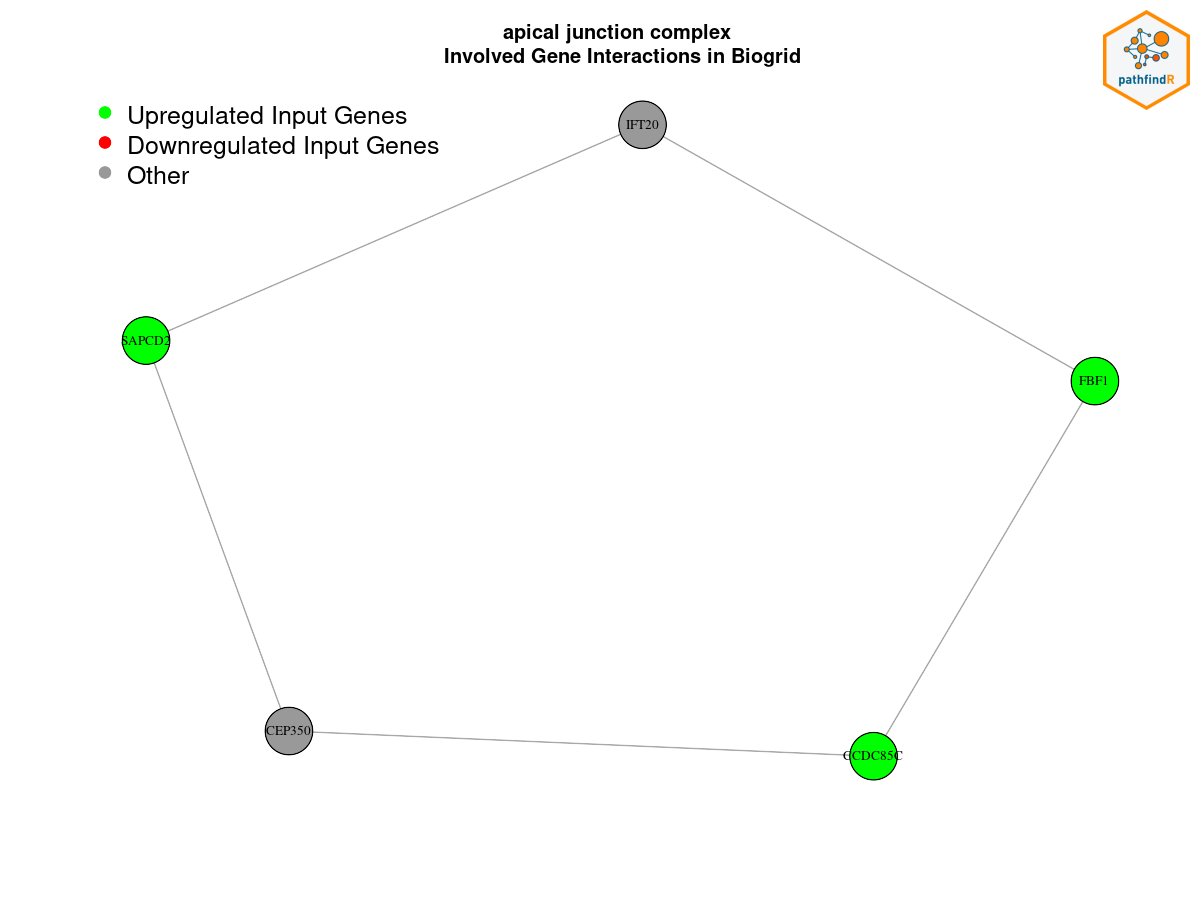 apical junction complex
Involved Gene Interactions in Biogrid
pathfindR
Upregulated Input Genes
Downregulated Input Genes
Other
IFT20
SAPCD2
FBF1
CEP350
CCDC85C